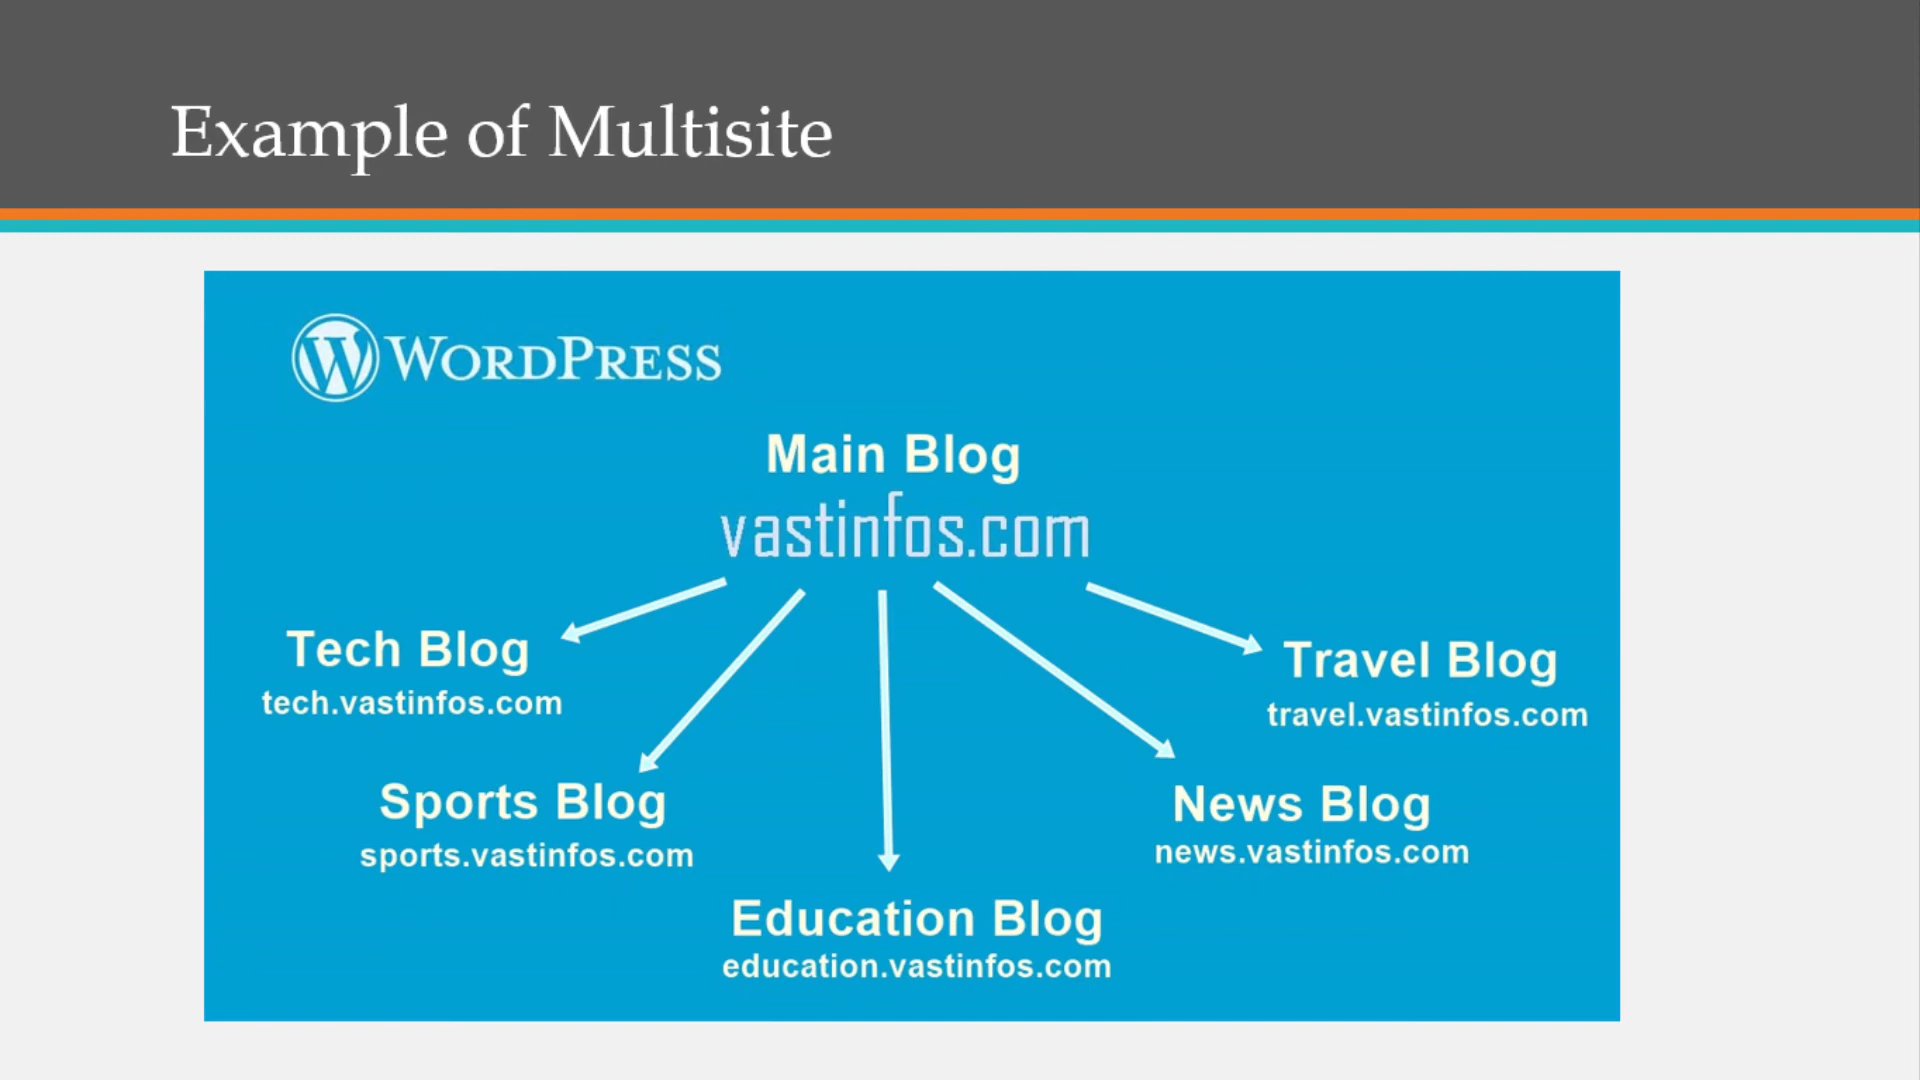 Example of Multisite
WORDPRESS
Main Blog
vastinfos.com
Tech Blog
tech.vastinfos.com
Travel Blog
travel.vastinfos.com
Sports Blog
sports.vastinfos.com
News Blog
news.vastinfos.com
Education Blog
education.vastinfos.com